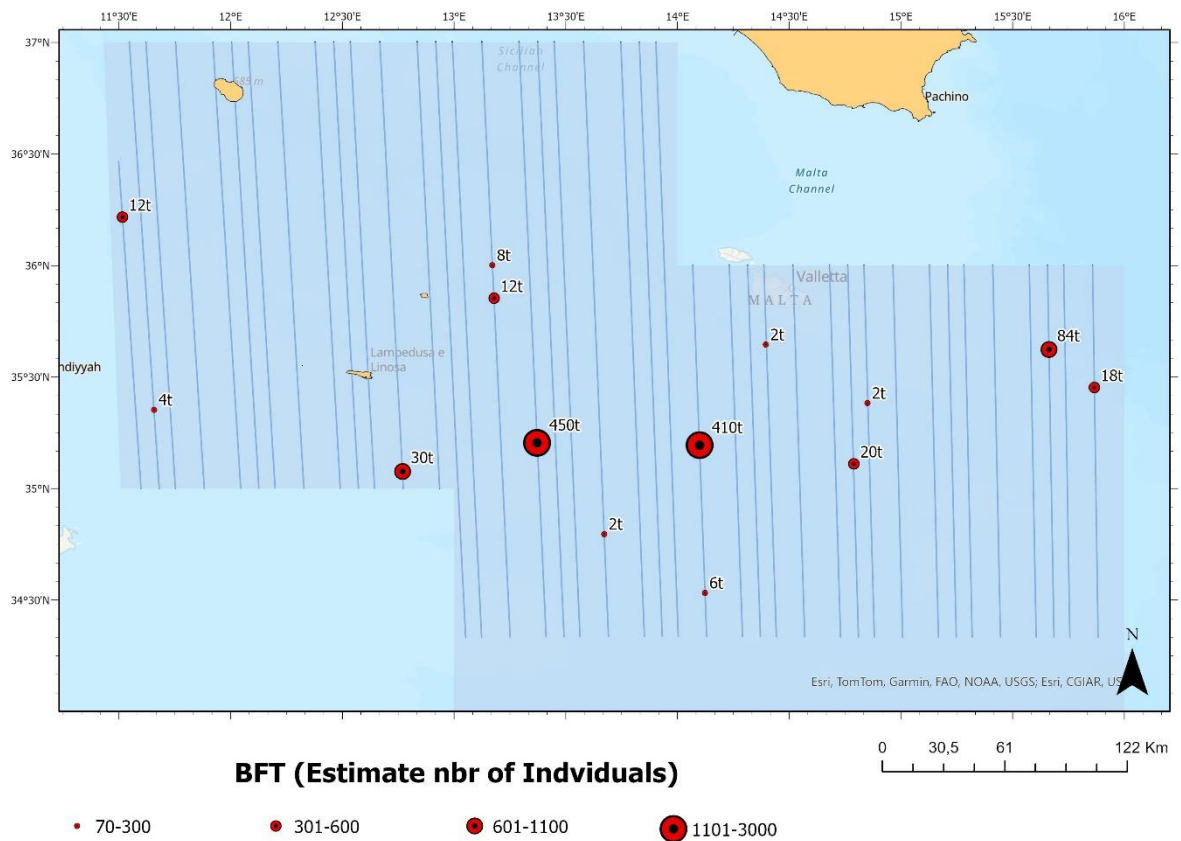 11°30'E 12°E 12°30'E 13°E 13°30'E 14°E 14°30'E 15°E 15°30'E 16°E
37°N
Sicilian
Channel
685 m
Pachino
36°30'N
Malta
Channel
12t
8t
36°N
Valletta
12t
MALTA
2t
84t
Lampedusa e
Linosa
35°30'N
ndiyyah
18t
4t
2t
450t
410t
30t
20t
35°N
2t
6t
34°30'N
N
Esri, TomTom, Garmin, FAO, NOAA, USGS; Esri, CGIAR, US
0 30,5 61 122 Km
BFT (Estimate nbr of Indviduals)
70-300 301-600 601-1100 1101-3000